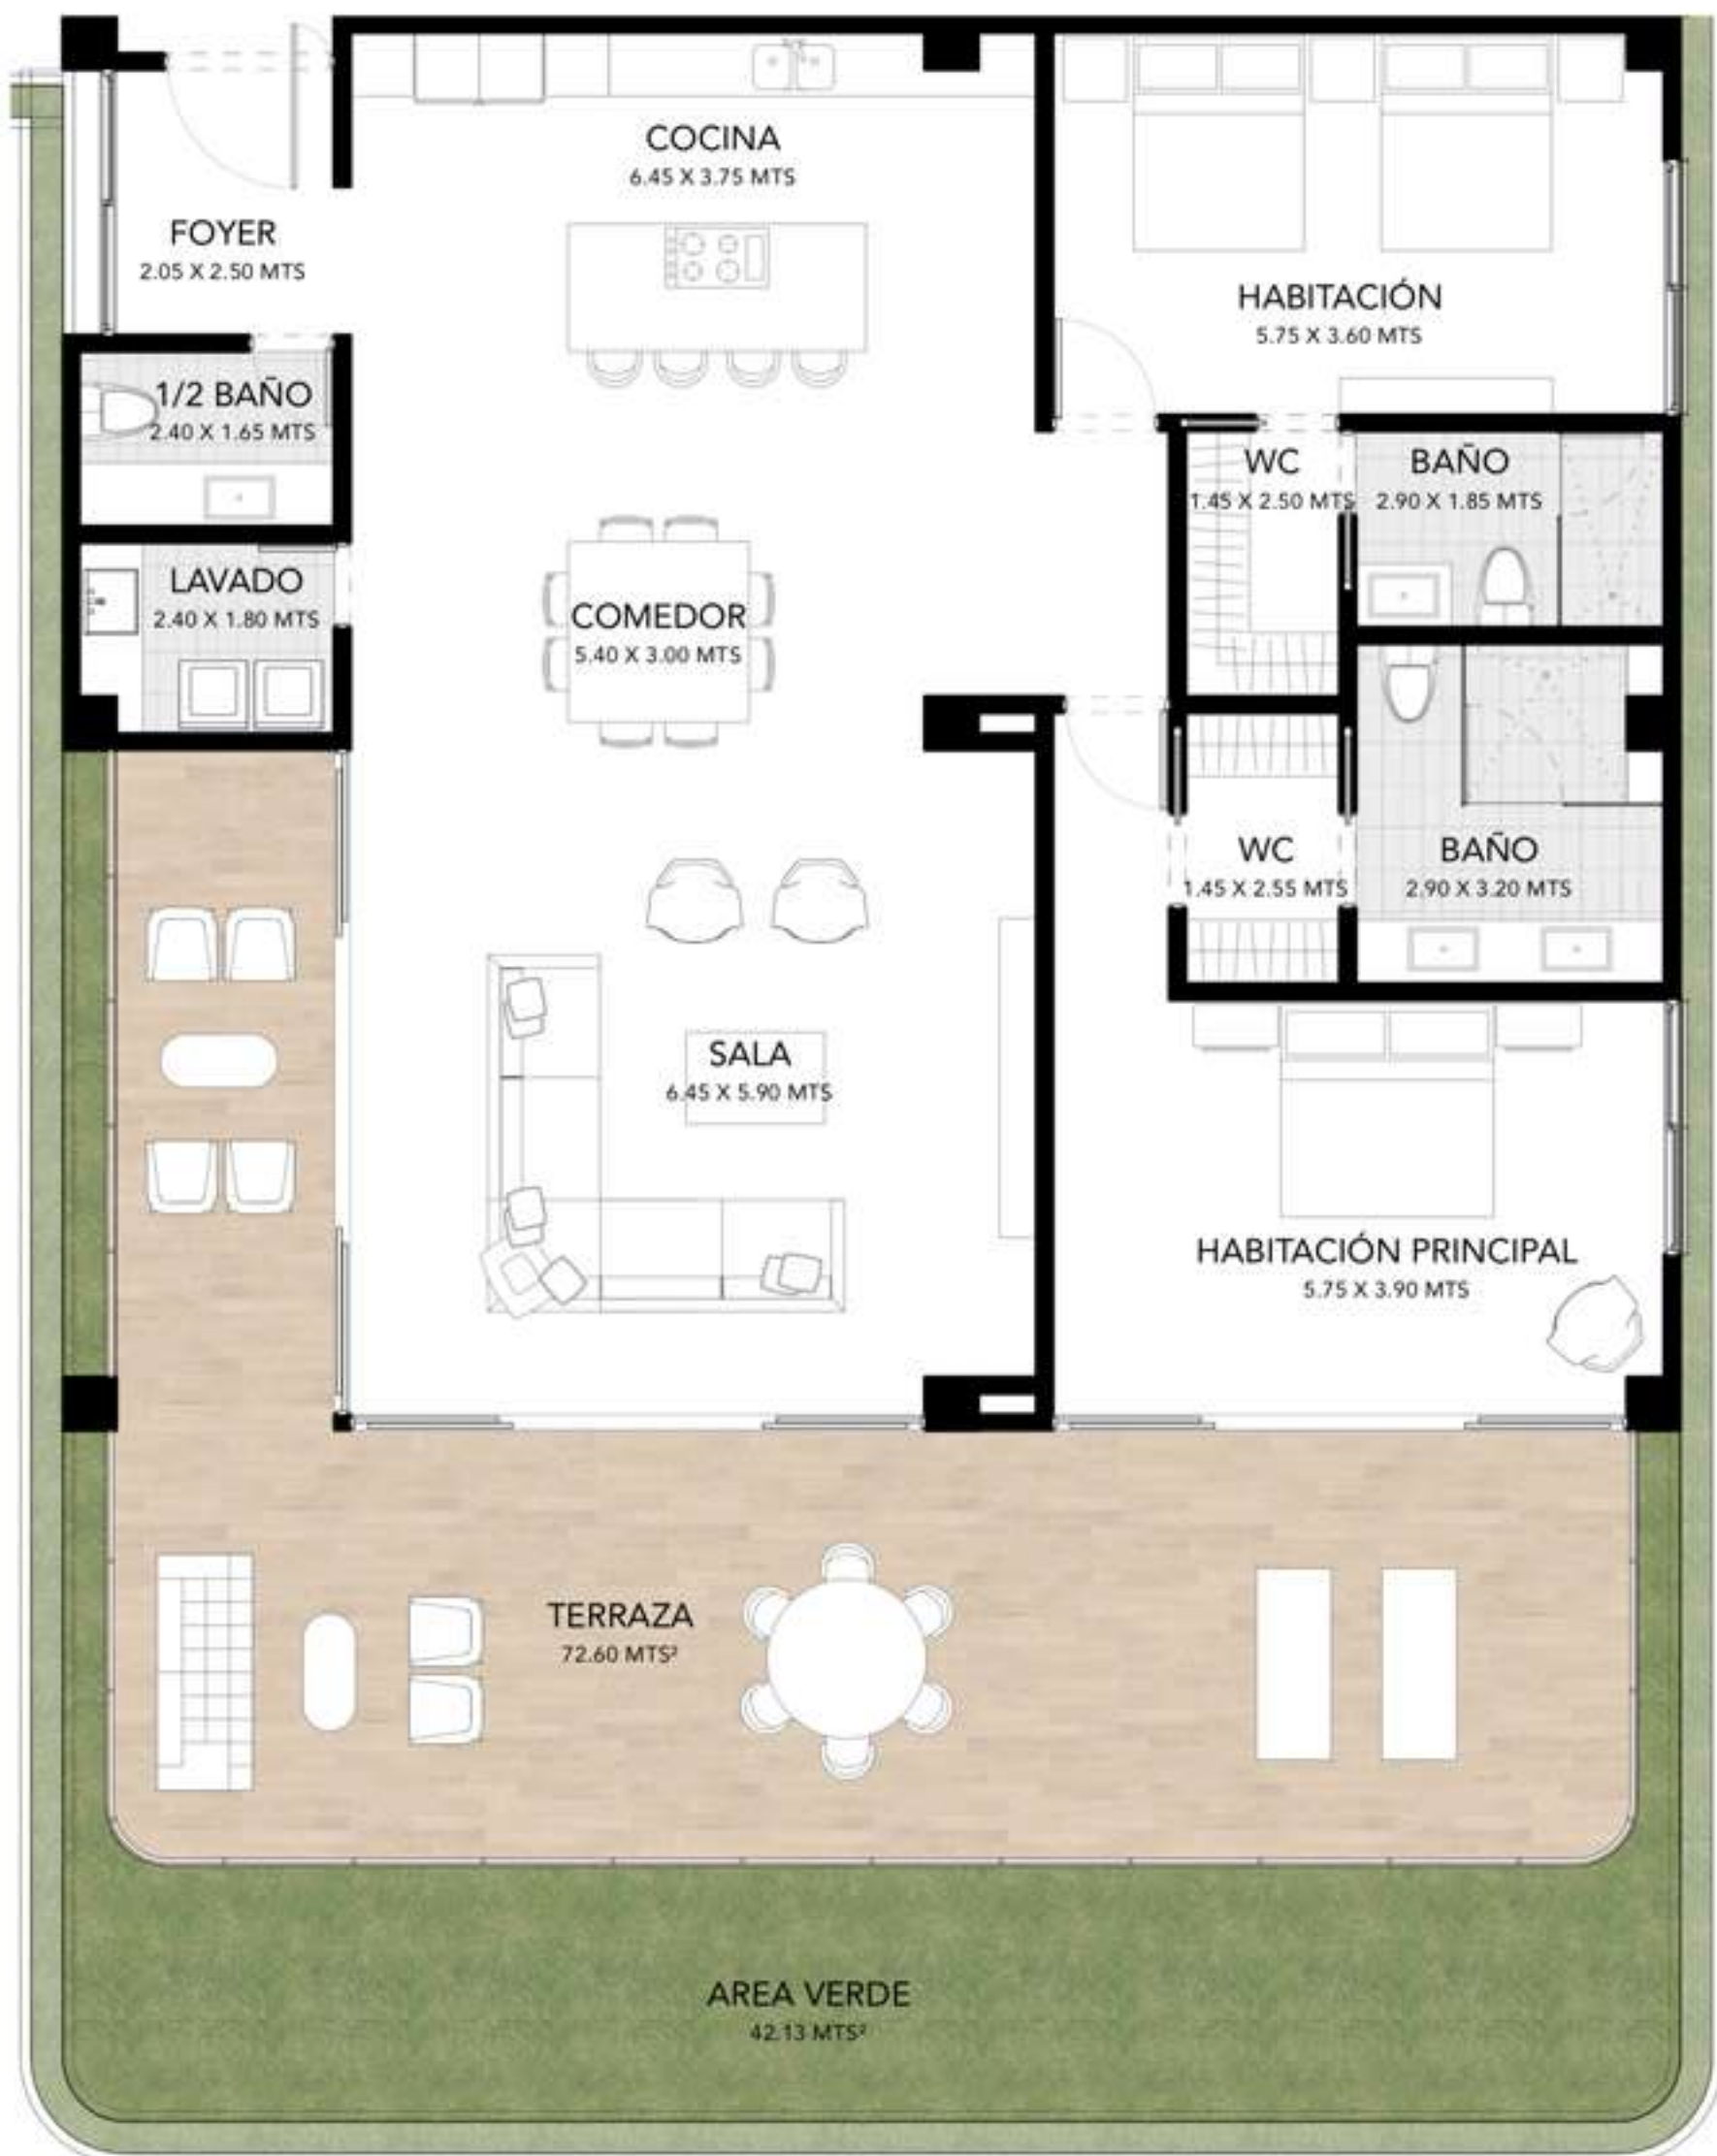 COCINA
6.45 X 3.75 MTS
FOYER
2.05 X 2.50 MTS
HABITACIÓN
5.75 X 3.60 MTS
1/2 BAÑO
2.40 X 1.65 MTS
WC
1.45 X 2.50 MTS
BAÑO
2.90 X 1.85 MTS
LAVADO
2.40 X 1.80 MTS
COMEDOR
5.40 X 3.00 MTS
WC
1.45 X 2.55 MTS
BAÑO
2.90 X 3.20 MTS
SALA
6.45 X 5.90 MTS
HABITACIÓN PRINCIPAL
5.75 X 3.90 MTS
TERRAZA
72.60 MTS²
AREA VERDE
42.13 MTS²